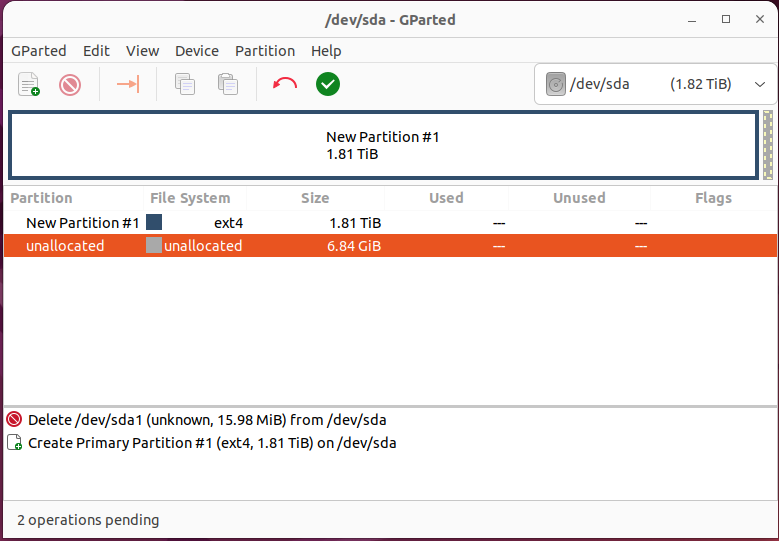 /dev/sda - GParted
GParted Edit View Device Partition Help
/dev/sda (1.82 TiB)
New Partition #1
1.81 TiB
Partition File System Size Used Unused Flags
New Partition #1 ext4 1.81 TiB --- ---
unallocated unallocated 6.84 GiB --- ---
Delete /dev/sda1 (unknown, 15.98 MiB) from /dev/sda
Create Primary Partition #1 (ext4, 1.81 TiB) on /dev/sda
2 operations pending